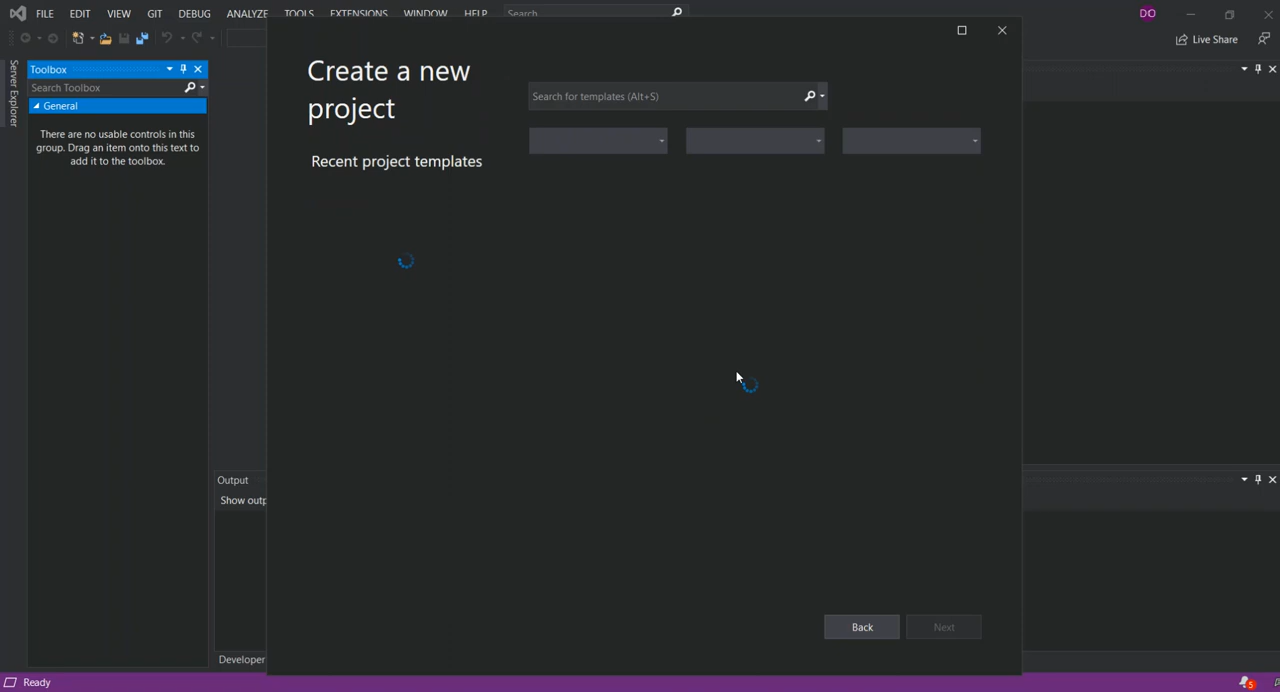 FILE EDIT VIEW GIT DEBUG ANALYZE TOOLS EXTENSIONS WINDOW HELP Search DO
Live Share
Server Explorer
Toolbox
Search Toolbox
General
There are no usable controls in this
group. Drag an item onto this text to
add it to the toolbox.
Create a new
project
Search for templates (Alt+S)
Recent project templates
Back Next
Output
Show outp
Developer
Ready
5